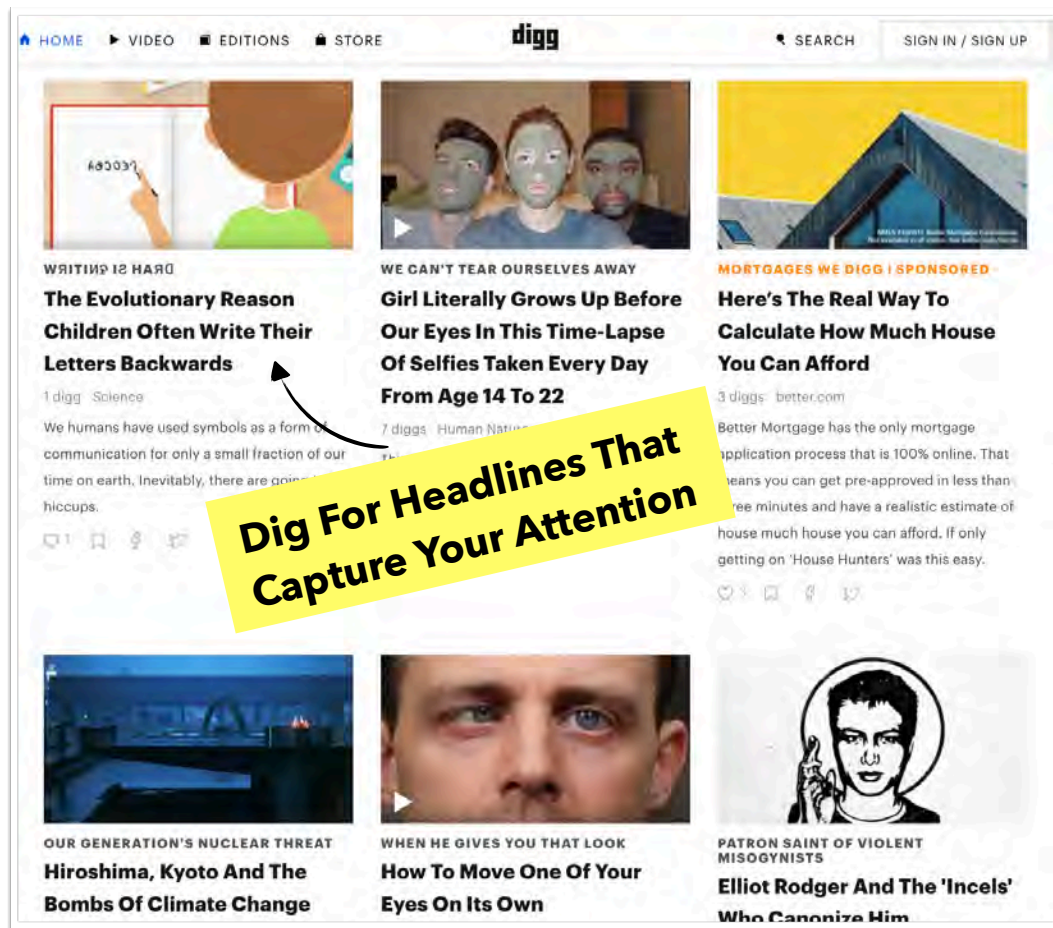 HOME VIDEO EDITIONS STORE digg SEARCH SIGN IN / SIGN UP
WRITING IS HARD
The Evolutionary Reason
Children Often Write Their
Letters Backwards
1 digg Science
We humans have used symbols as a form of
communication for only a small fraction of our
time on earth. Inevitably, there are
hiccups.
1
WE CAN'T TEAR OURSELVES AWAY
Girl Literally Grows Up Before
Our Eyes In This Time-Lapse
Of Selfies Taken Every Day
From Age 14 To 22
7 diggs Human
MORTGAGES WE DIGG | SPONSORED
Here's The Real Way To
Calculate How Much House
You Can Afford
3 diggs better.com
Better Mortgage has the only mortgage
application process that is 100% online. That
means you can get pre-approved in less than
three minutes and have a realistic estimate of
house much house you can afford. If only
getting on 'House Hunters' was this easy.
3
Dig For Headlines That
Capture Your Attention
OUR GENERATION'S NUCLEAR THREAT
Hiroshima, Kyoto And The
Bombs Of Climate Change
WHEN HE GIVES YOU THAT LOOK
How To Move One Of Your
Eyes On Its Own
PATRON SAINT OF VIOLENT
MISOGYNISTS
Elliot Rodger And The 'Incels'
Who Canonize Him